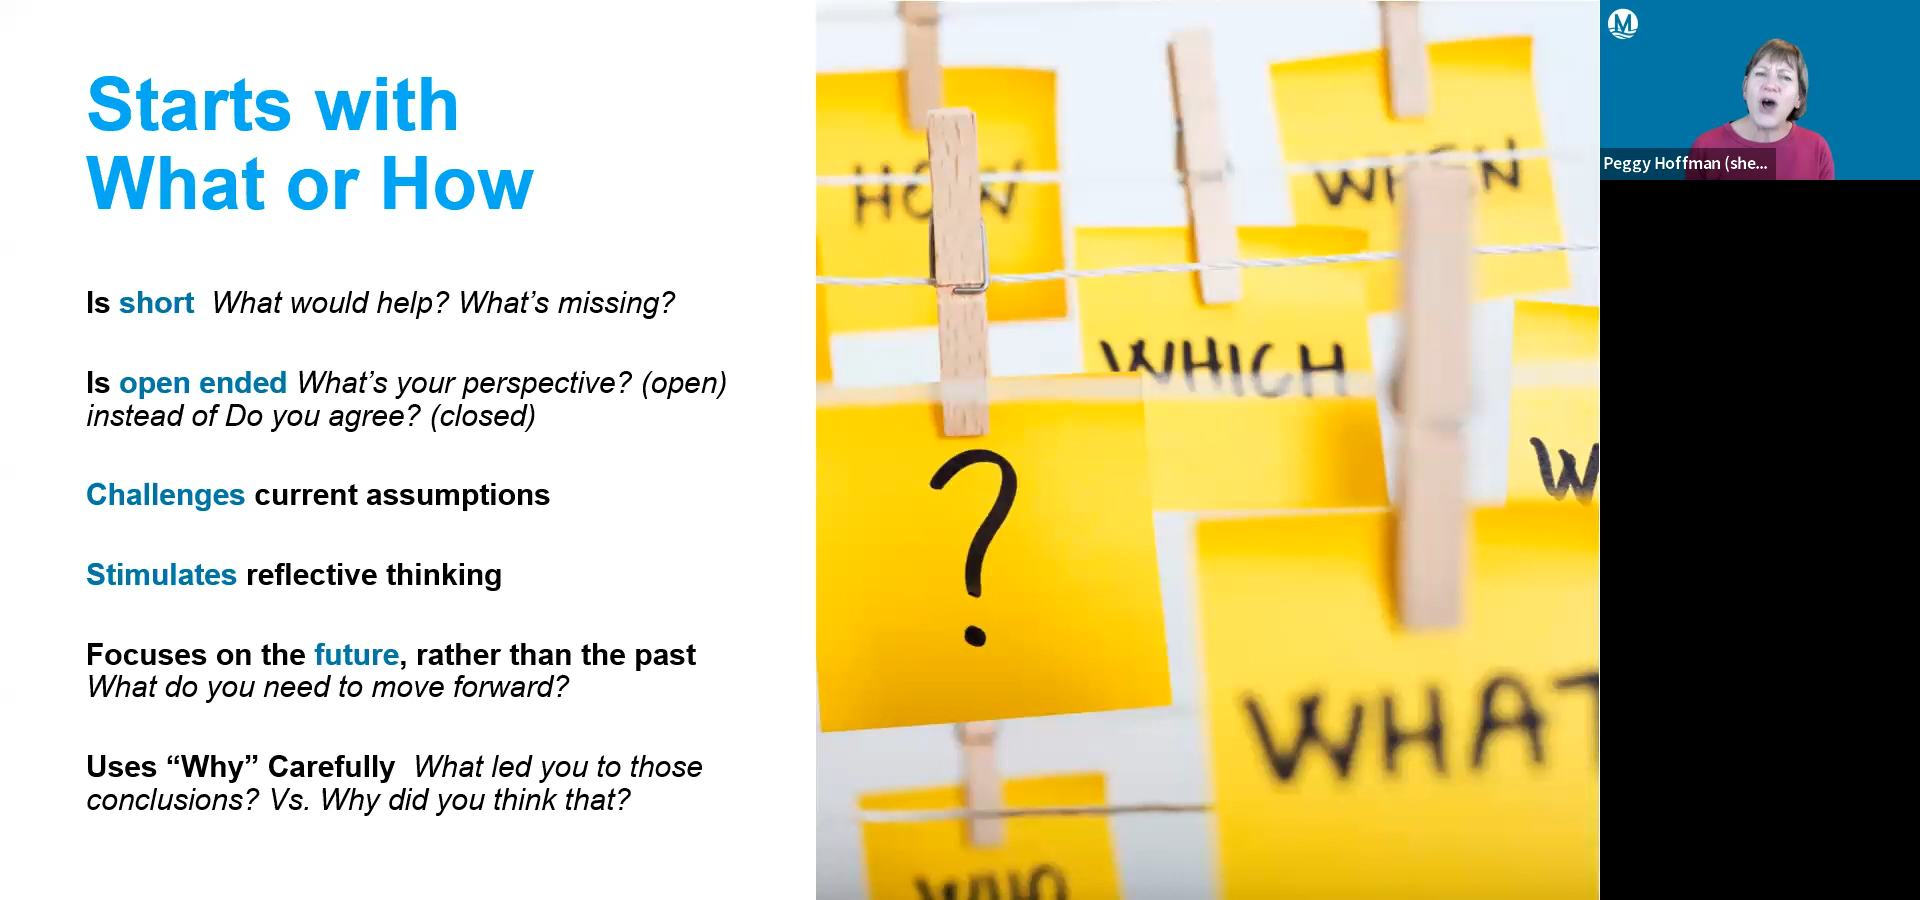 Starts with
What or How
Is short What would help? What’s missing?
Is open ended What’s your perspective? (open)
instead of Do you agree? (closed)
Challenges current assumptions
Stimulates reflective thinking
Focuses on the future, rather than the past
What do you need to move forward?
Uses “Why” Carefully What led you to those
conclusions? Vs. Why did you think that?
HOW
WHEN
WHICH
?
W
WHAT
WHO
M
Peggy Hoffman (she...